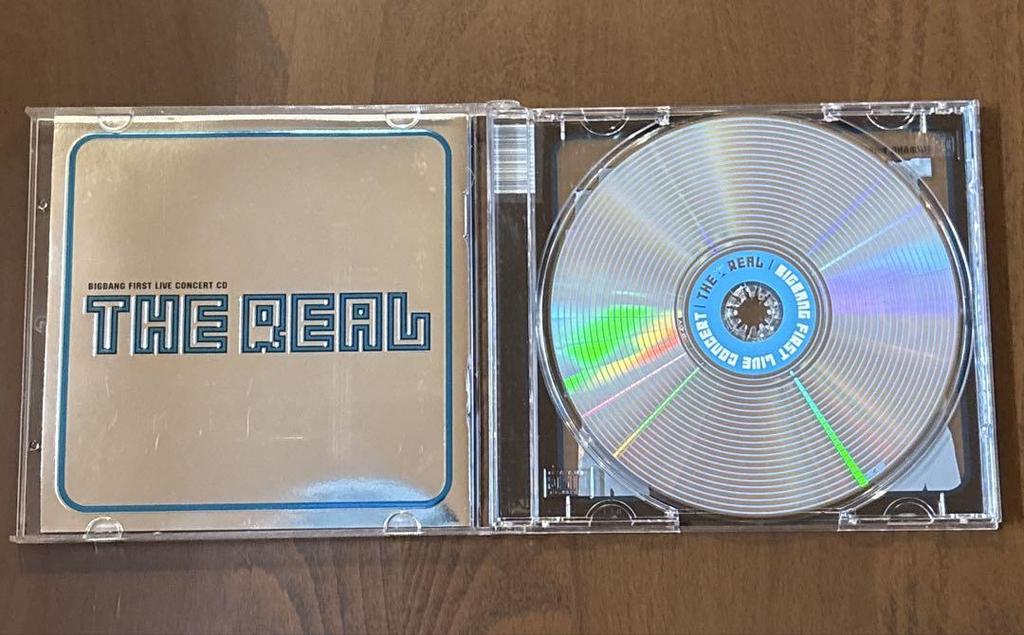 BIGBANG FIRST LIVE CONCERT CD
THE REAL
THE REAL | BIGBANG FIRST LIVE CONCERT |